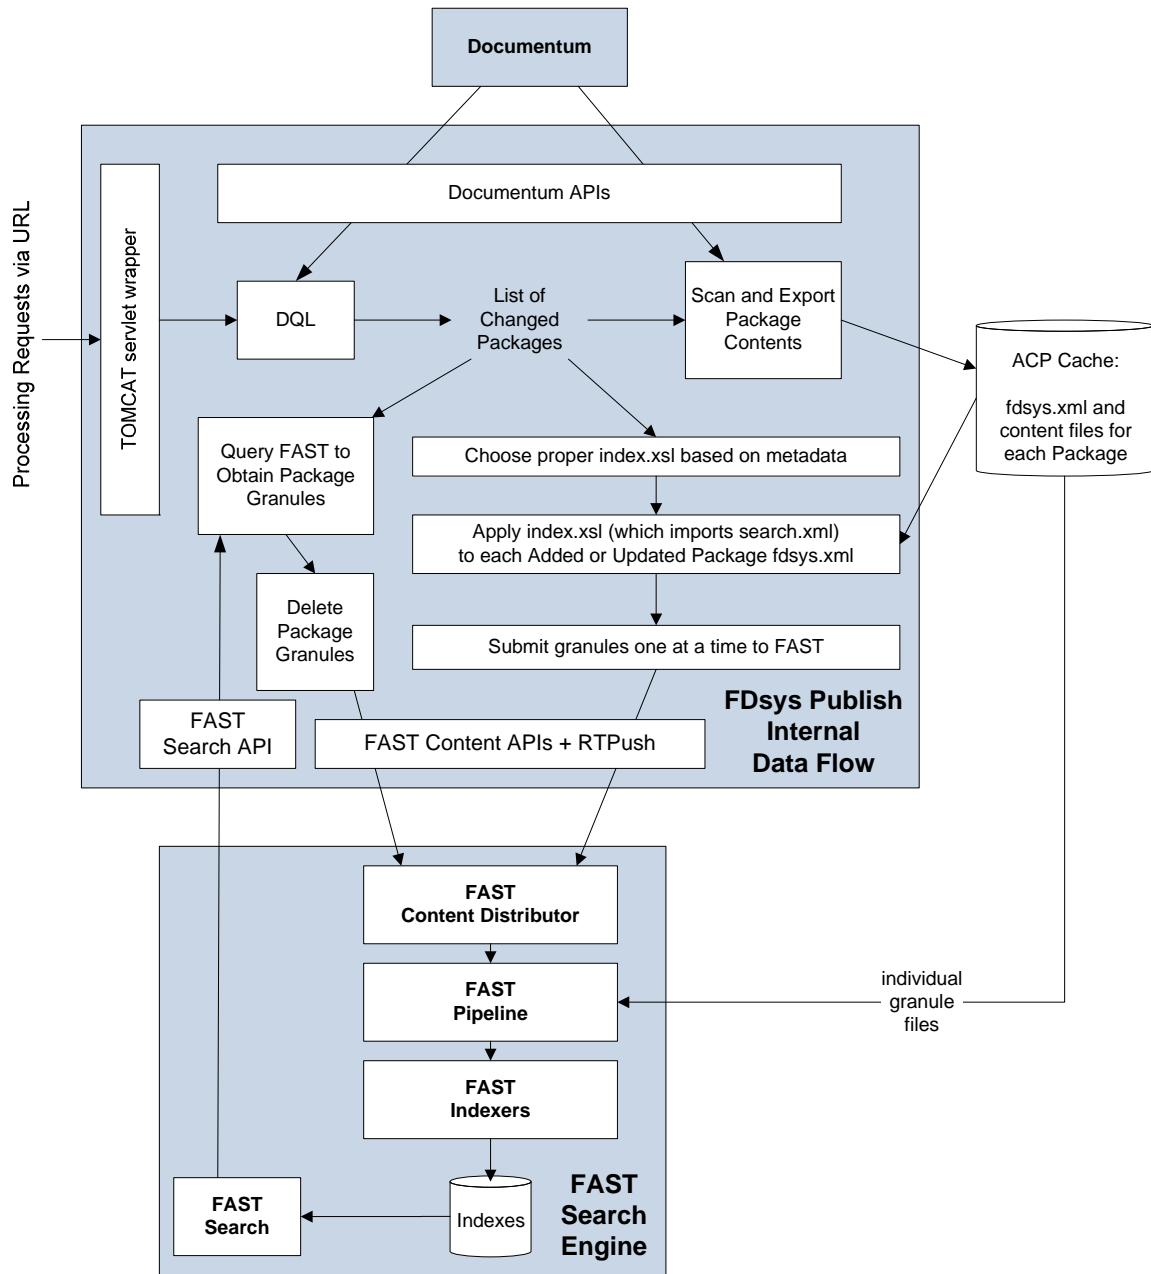 Documentum
Processing Requests via URL
TOMCAT servlet wrapper
Documentum APIs
DQL
List of
Changed
Packages
Scan and Export
Package
Contents
ACP Cache:
fdsys.xml and
content files for
each Package
Query FAST to
Obtain Package
Granules
Choose proper index.xsl based on metadata
Apply index.xsl (which imports search.xml)
to each Added or Updated Package fdsys.xml
Delete
Package
Granules
Submit granules one at a time to FAST
FAST
Search API
FAST Content APIs + RTPush
FDsys Publish
Internal
Data Flow
FAST
Content Distributor
FAST
Pipeline
individual
granule
files
FAST
Indexers
FAST
Search
Indexes
FAST
Search
Engine